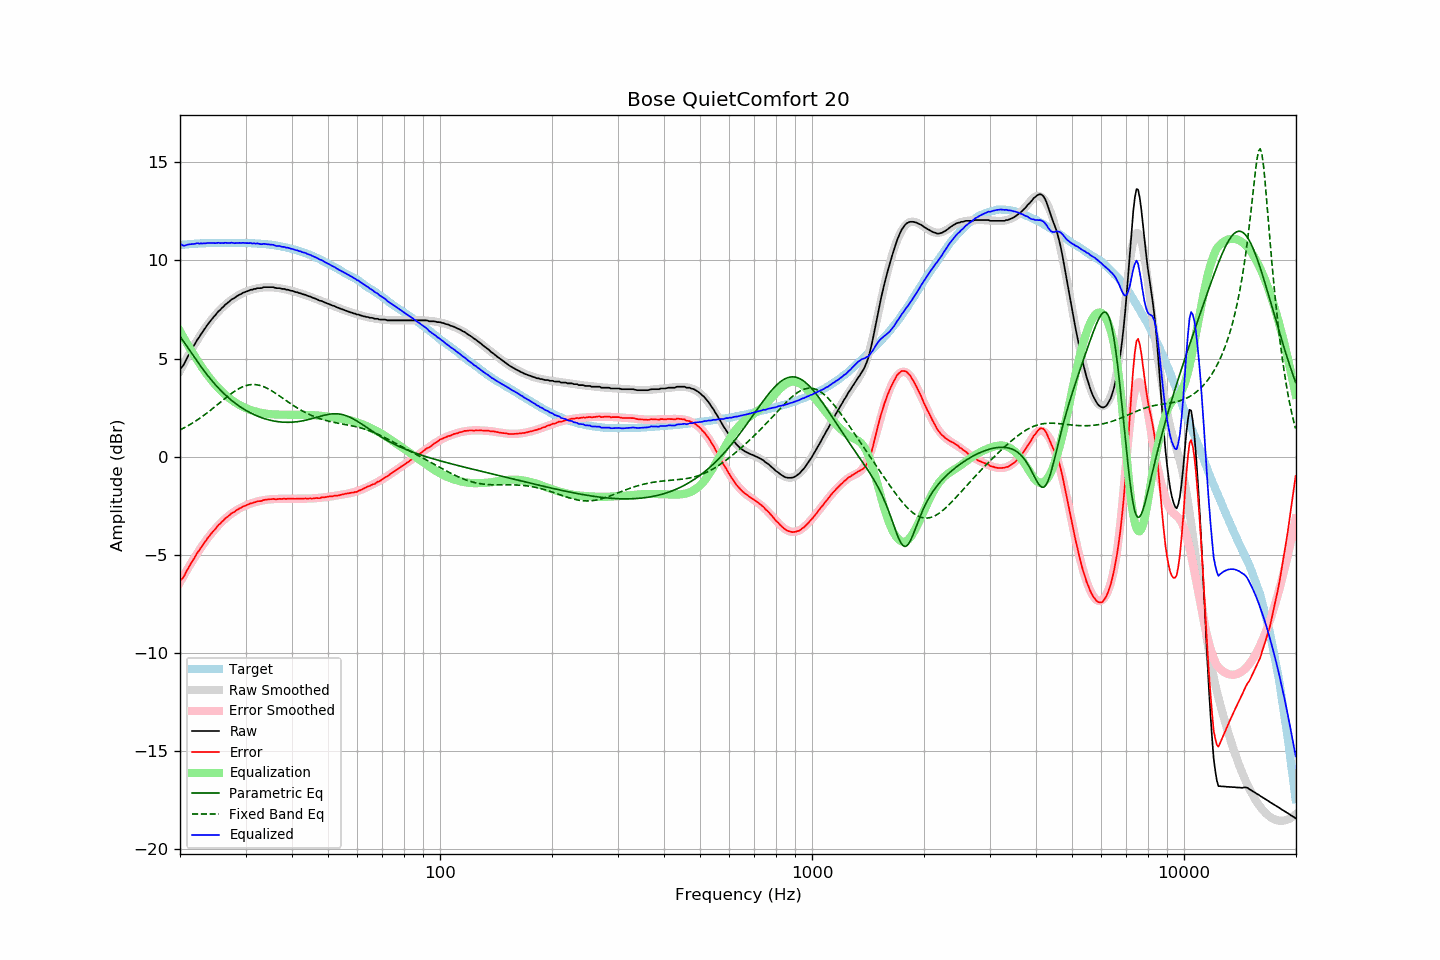 Bose QuietComfort 20
Amplitude (dBr)
15
10
5
0
−5
−10
−15
−20
Target
Raw Smoothed
Error Smoothed
Raw
Error
Equalization
Parametric Eq
Fixed Band Eq
Equalized
100
1000
10000
Frequency (Hz)